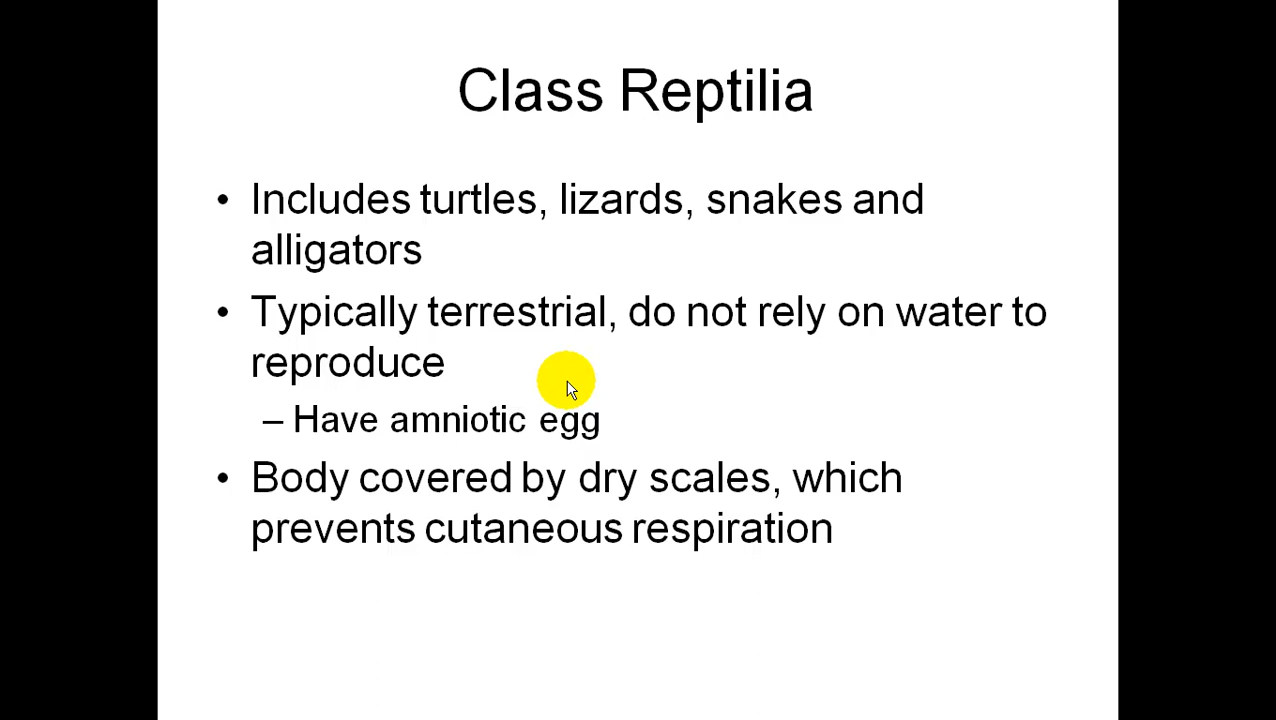 Class Reptilia
• Includes turtles, lizards, snakes and
alligators
• Typically terrestrial, do not rely on water to
reproduce
– Have amniotic egg
• Body covered by dry scales, which
prevents cutaneous respiration